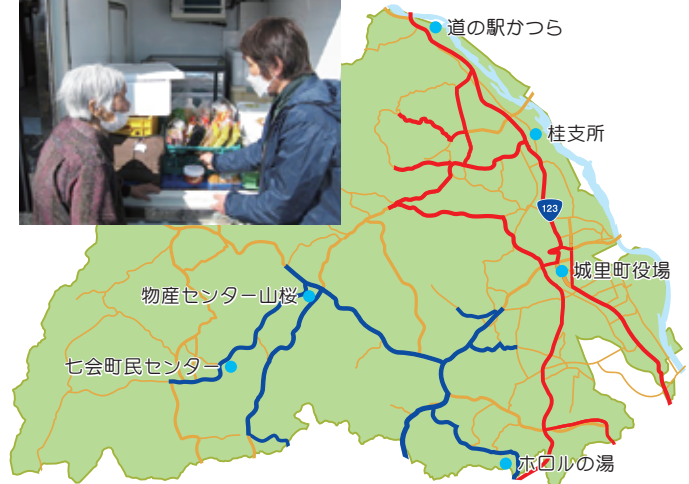 道の駅かつら
桂支所
123
城里町役場
物産センター山桜
七会町民センター
ホロルの湯